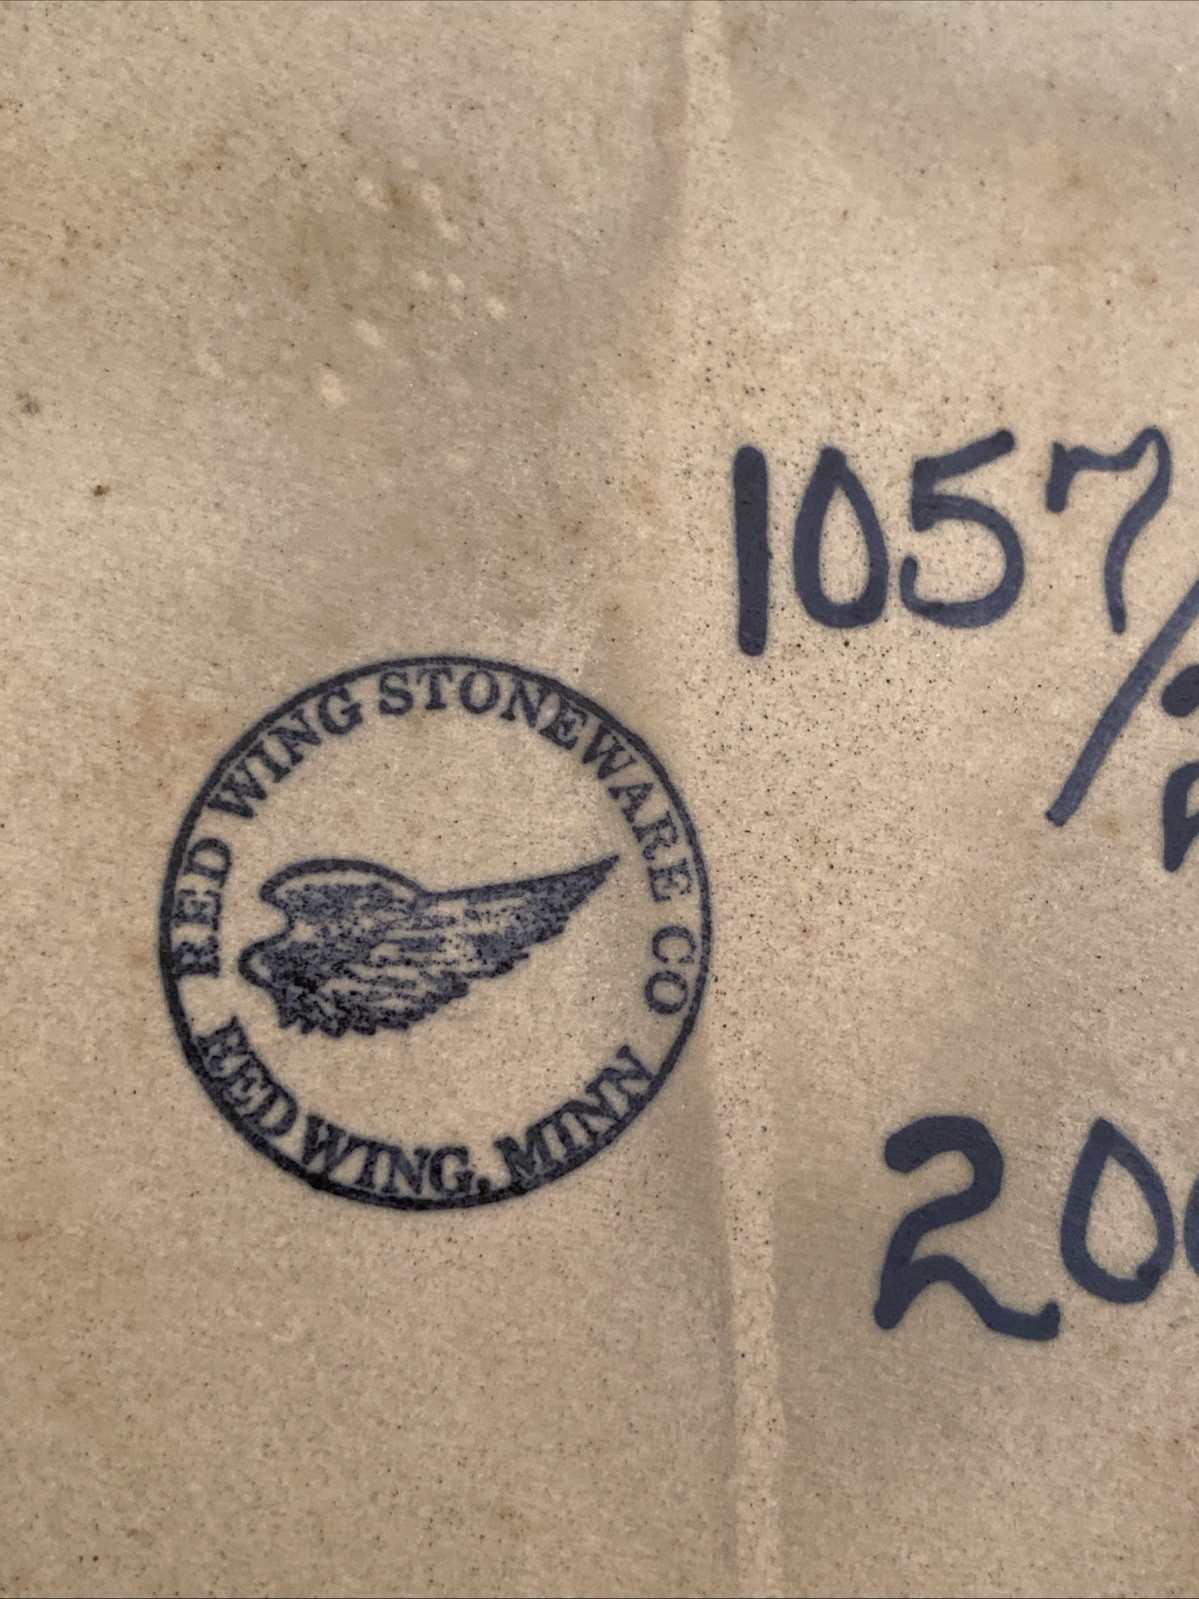 RED WING STONEWARE CO
RED WING, MINN
1057/
20